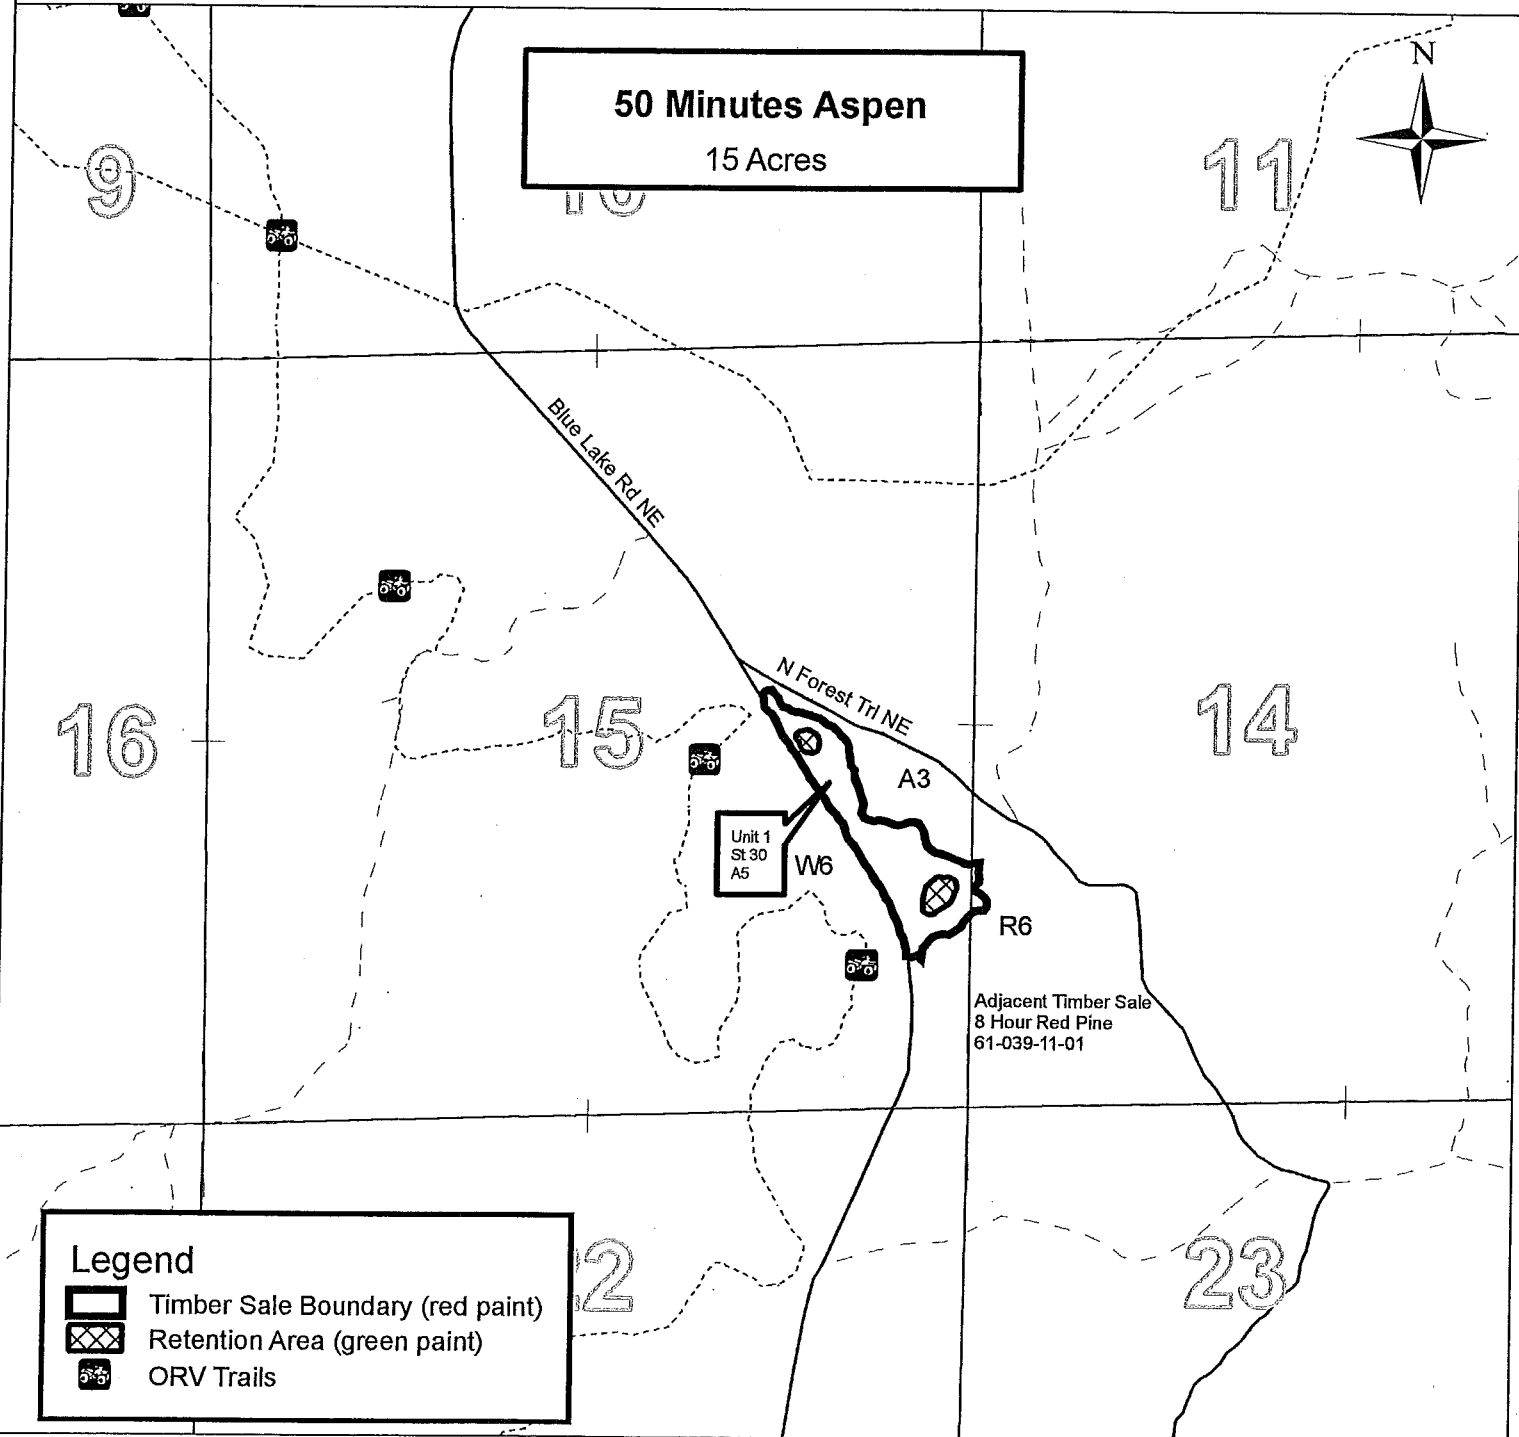 50 Minutes Aspen
15 Acres
N
9
10
11
Blue Lake Rd NE
N Forest Trl NE
16
15
14
A3
Unit 1
St 30
A5
W6
R6
Adjacent Timber Sale
8 Hour Red Pine
61-039-11-01
22
23
Legend
Timber Sale Boundary (red paint)
Retention Area (green paint)
ORV Trails